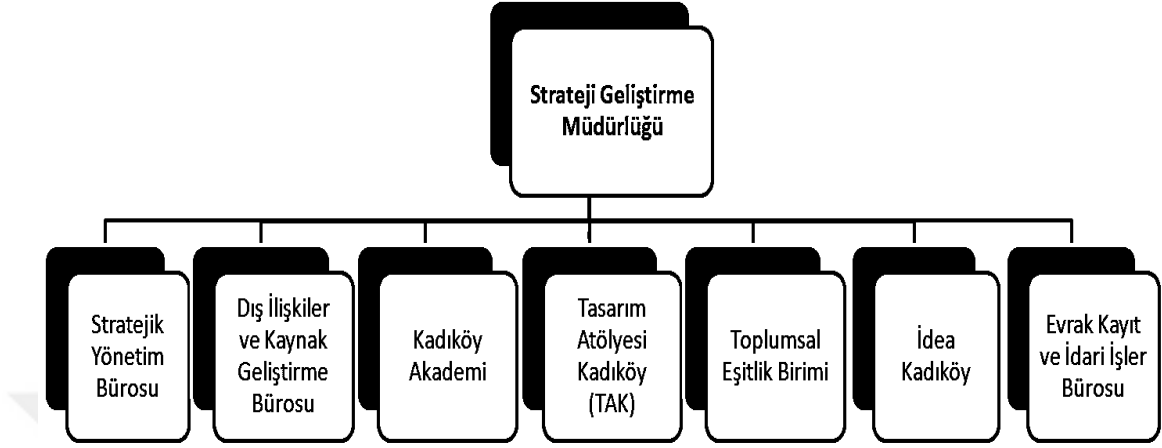 Strateji Geliştirme
Müdürlüğü
Stratejik
Yönetim
Bürosu
Dış İlişkiler
ve Kaynak
Geliştirme
Bürosu
Kadıköy
Akademi
Tasarım
Atölyesi
Kadıköy
(TAK)
Toplumsal
Eşitlik Birimi
İdea
Kadıköy
Evrak Kayıt
ve İdari İşler
Bürosu